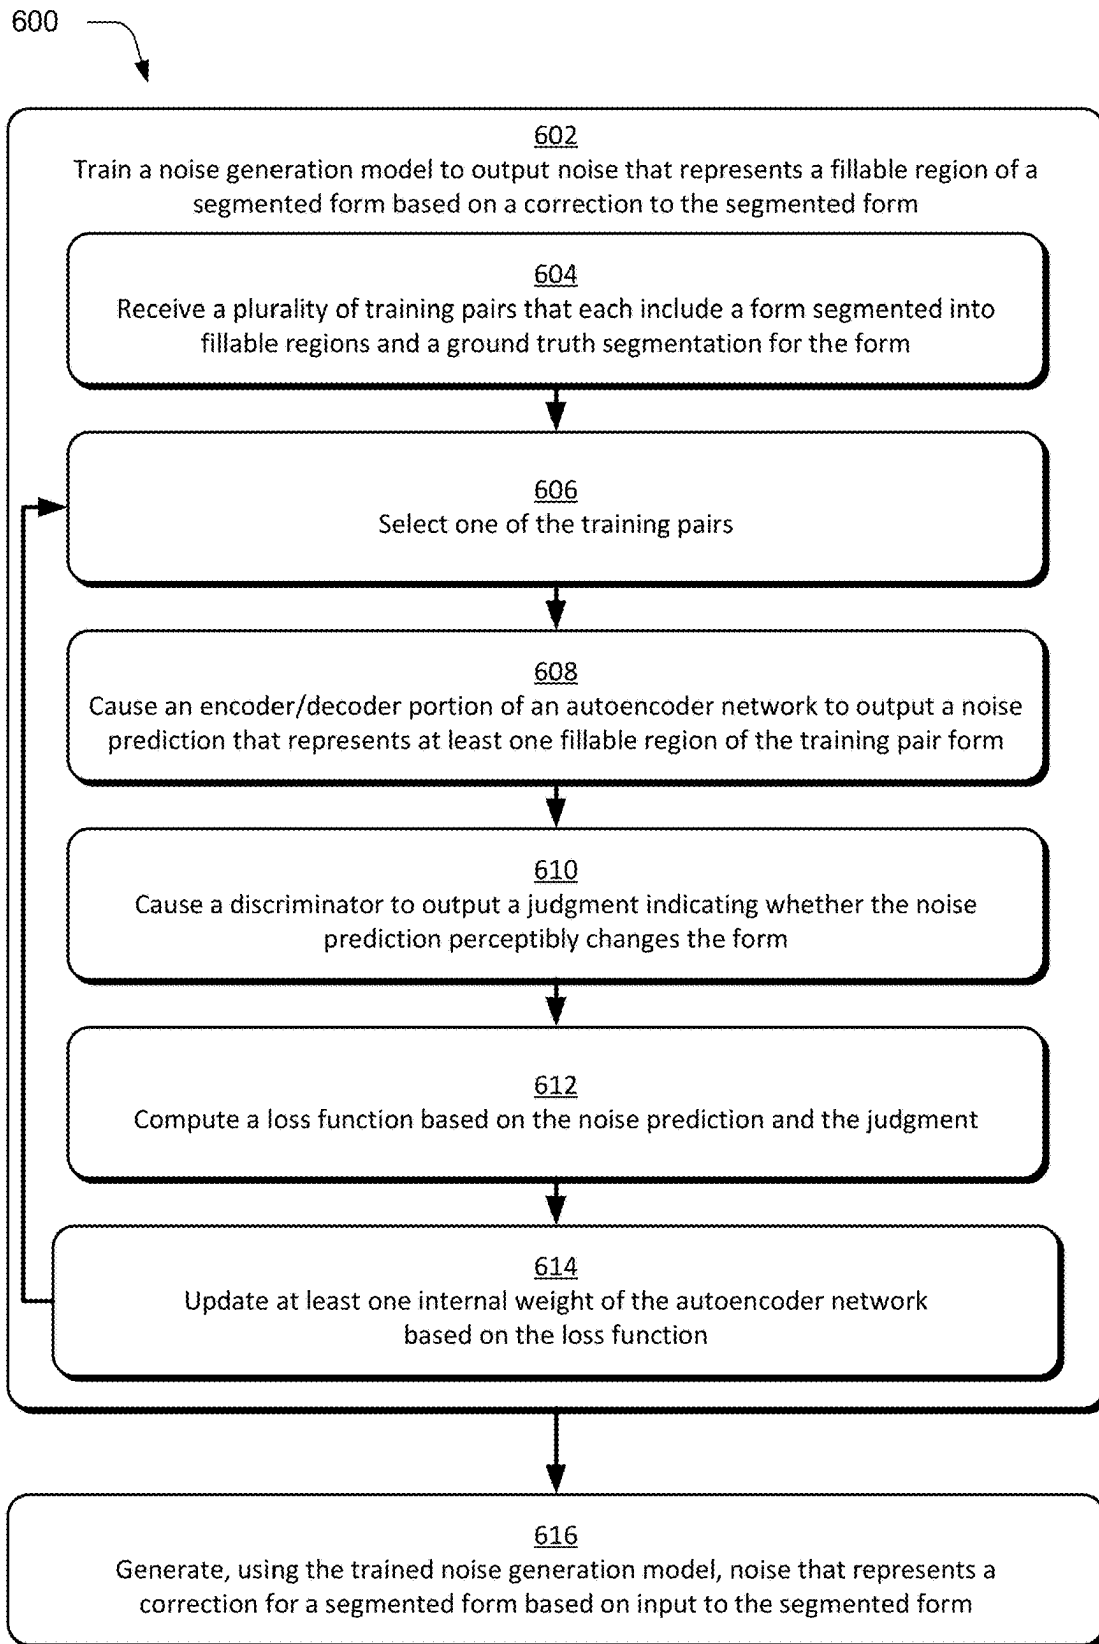 600
602
Train a noise generation model to output noise that represents a fillable region of a
segmented form based on a correction to the segmented form
604
Receive a plurality of training pairs that each include a form segmented into
fillable regions and a ground truth segmentation for the form
606
Select one of the training pairs
608
Cause an encoder/decoder portion of an autoencoder network to output a noise
prediction that represents at least one fillable region of the training pair form
610
Cause a discriminator to output a judgment indicating whether the noise
prediction perceptibly changes the form
612
Compute a loss function based on the noise prediction and the judgment
614
Update at least one internal weight of the autoencoder network
based on the loss function
616
Generate, using the trained noise generation model, noise that represents a
correction for a segmented form based on input to the segmented form